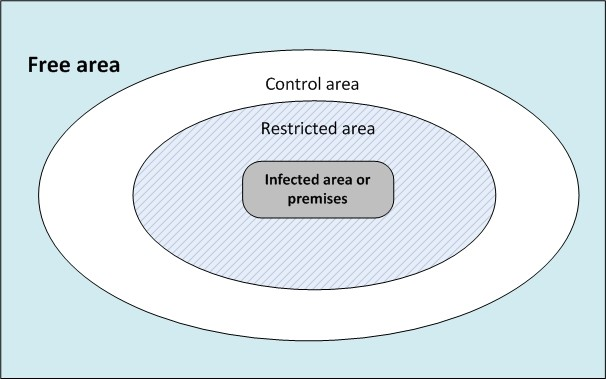 Free area
Control area
Restricted area
Infected area or
premises